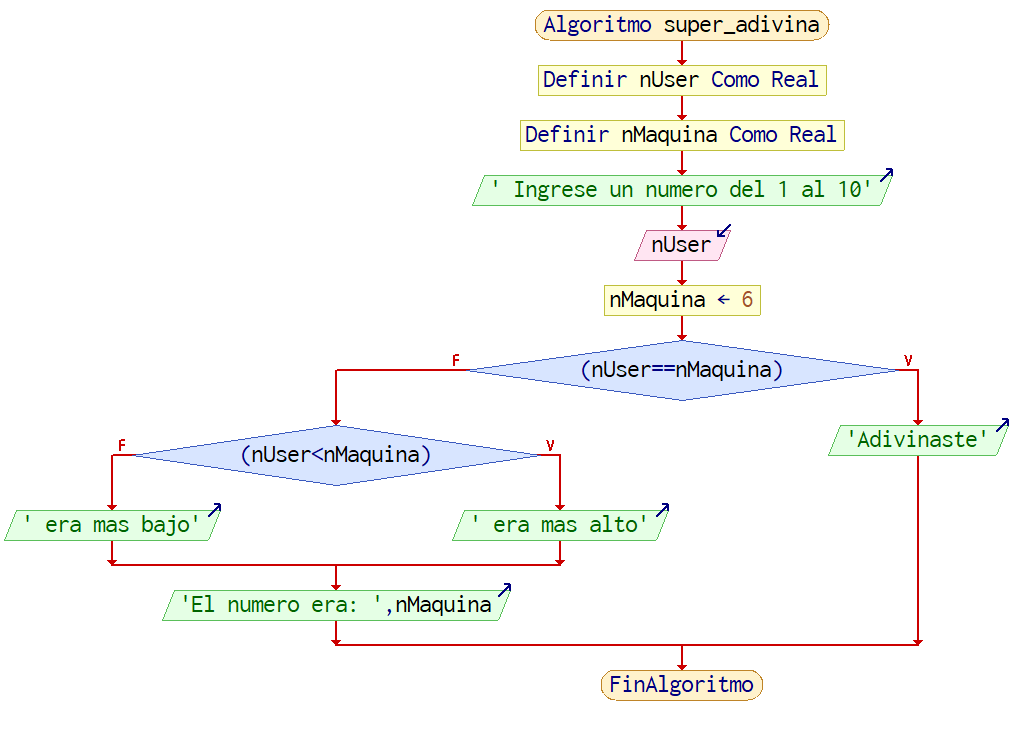 Algoritmo super_adivina
Definir nUser Como Real
Definir nMaquina Como Real
' Ingrese un numero del 1 al 10'
nUser
nMaquina ← 6
F
(nUser==nMaquina)
V
F
(nUser<nMaquina)
V
'Adivinaste'
' era mas bajo'
' era mas alto'
'El numero era: ',nMaquina
FinAlgoritmo